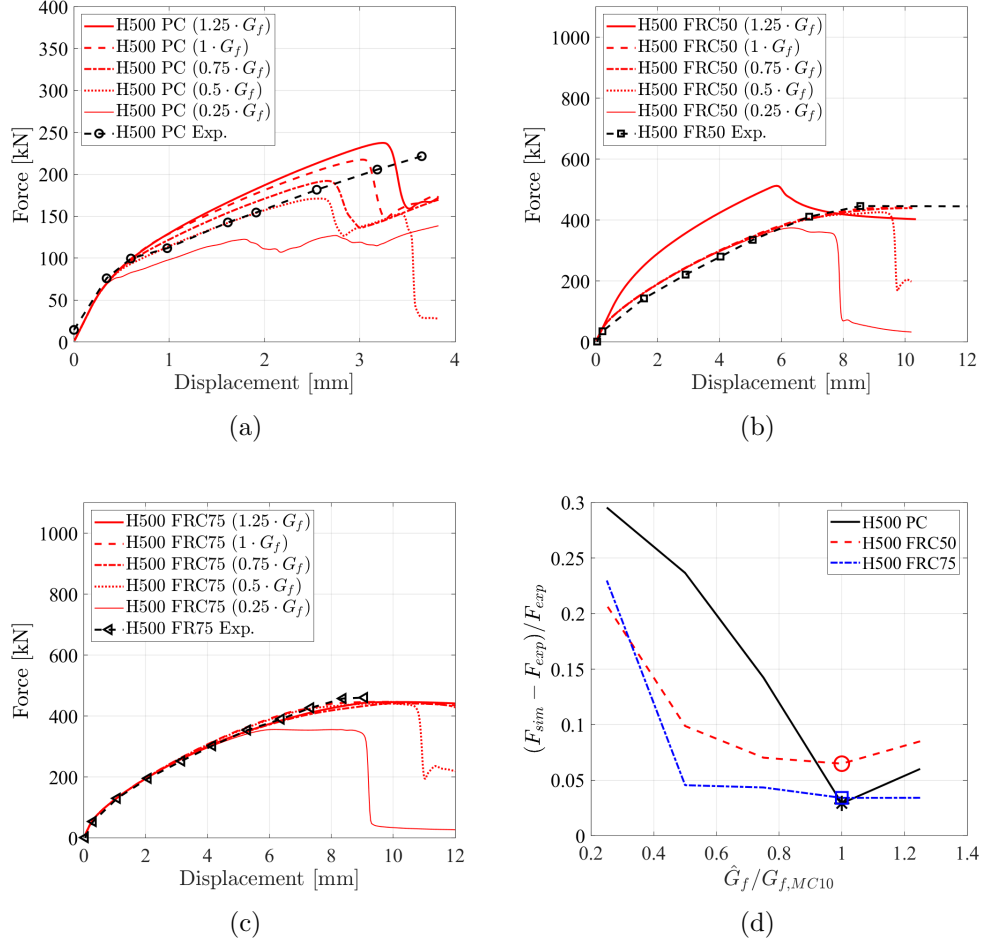 H500 PC (1.25 · G_f)
H500 PC (1 · G_f)
H500 PC (0.75 · G_f)
H500 PC (0.5 · G_f)
H500 PC (0.25 · G_f)
H500 PC Exp.
400
350
300
250
200
150
100
50
0
Force [kN]
0 1 2 3 4
Displacement [mm]
(a)
H500 FRC50 (1.25 · G_f)
H500 FRC50 (1 · G_f)
H500 FRC50 (0.75 · G_f)
H500 FRC50 (0.5 · G_f)
H500 FRC50 (0.25 · G_f)
H500 FR50 Exp.
1000
800
600
400
200
0
Force [kN]
0 2 4 6 8 10 12
Displacement [mm]
(b)
H500 FRC75 (1.25 · G_f)
H500 FRC75 (1 · G_f)
H500 FRC75 (0.75 · G_f)
H500 FRC75 (0.5 · G_f)
H500 FRC75 (0.25 · G_f)
H500 FR75 Exp.
1000
800
600
400
200
0
Force [kN]
0 2 4 6 8 10 12
Displacement [mm]
(c)
H500 PC
H500 FRC50
H500 FRC75
0.3
0.25
0.2
0.15
0.1
0.05
0
(F_sim − F_exp)/F_exp
0.2 0.4 0.6 0.8 1 1.2 1.4
Ĝ_f/G_f,MC10
(d)